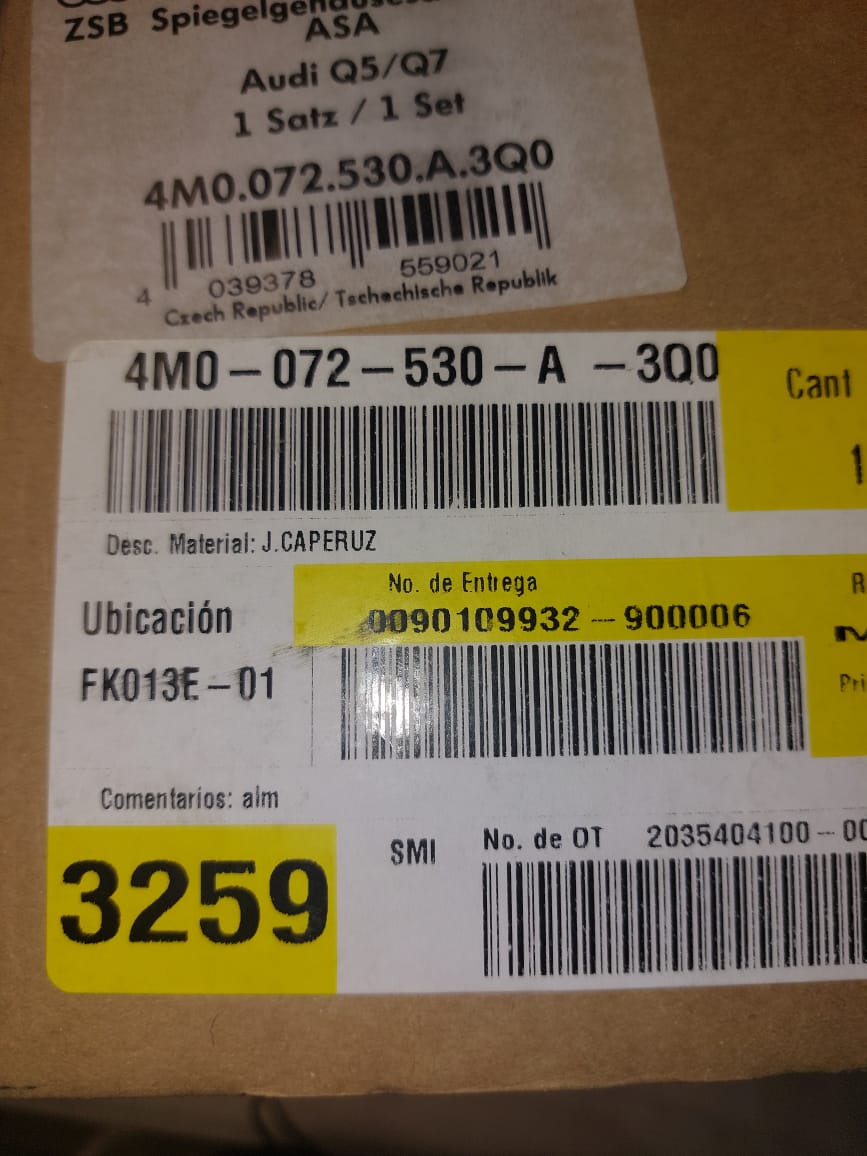 ZSB
ASA
Audi Q5/Q7
1 Satz / 1 Set
4M0.072.530.A.3Q0
4 039378 559021
Czech Republic/ Tschechische Republik
4M0-072-530-A -3Q0
Cant
1
Desc. Material: J.CAPERUZ
No. de Entrega
Ubicación
0090109932-900006
FK013E-01
Comentarios: alm
3259
SMI
No. de OT 2035404100-00